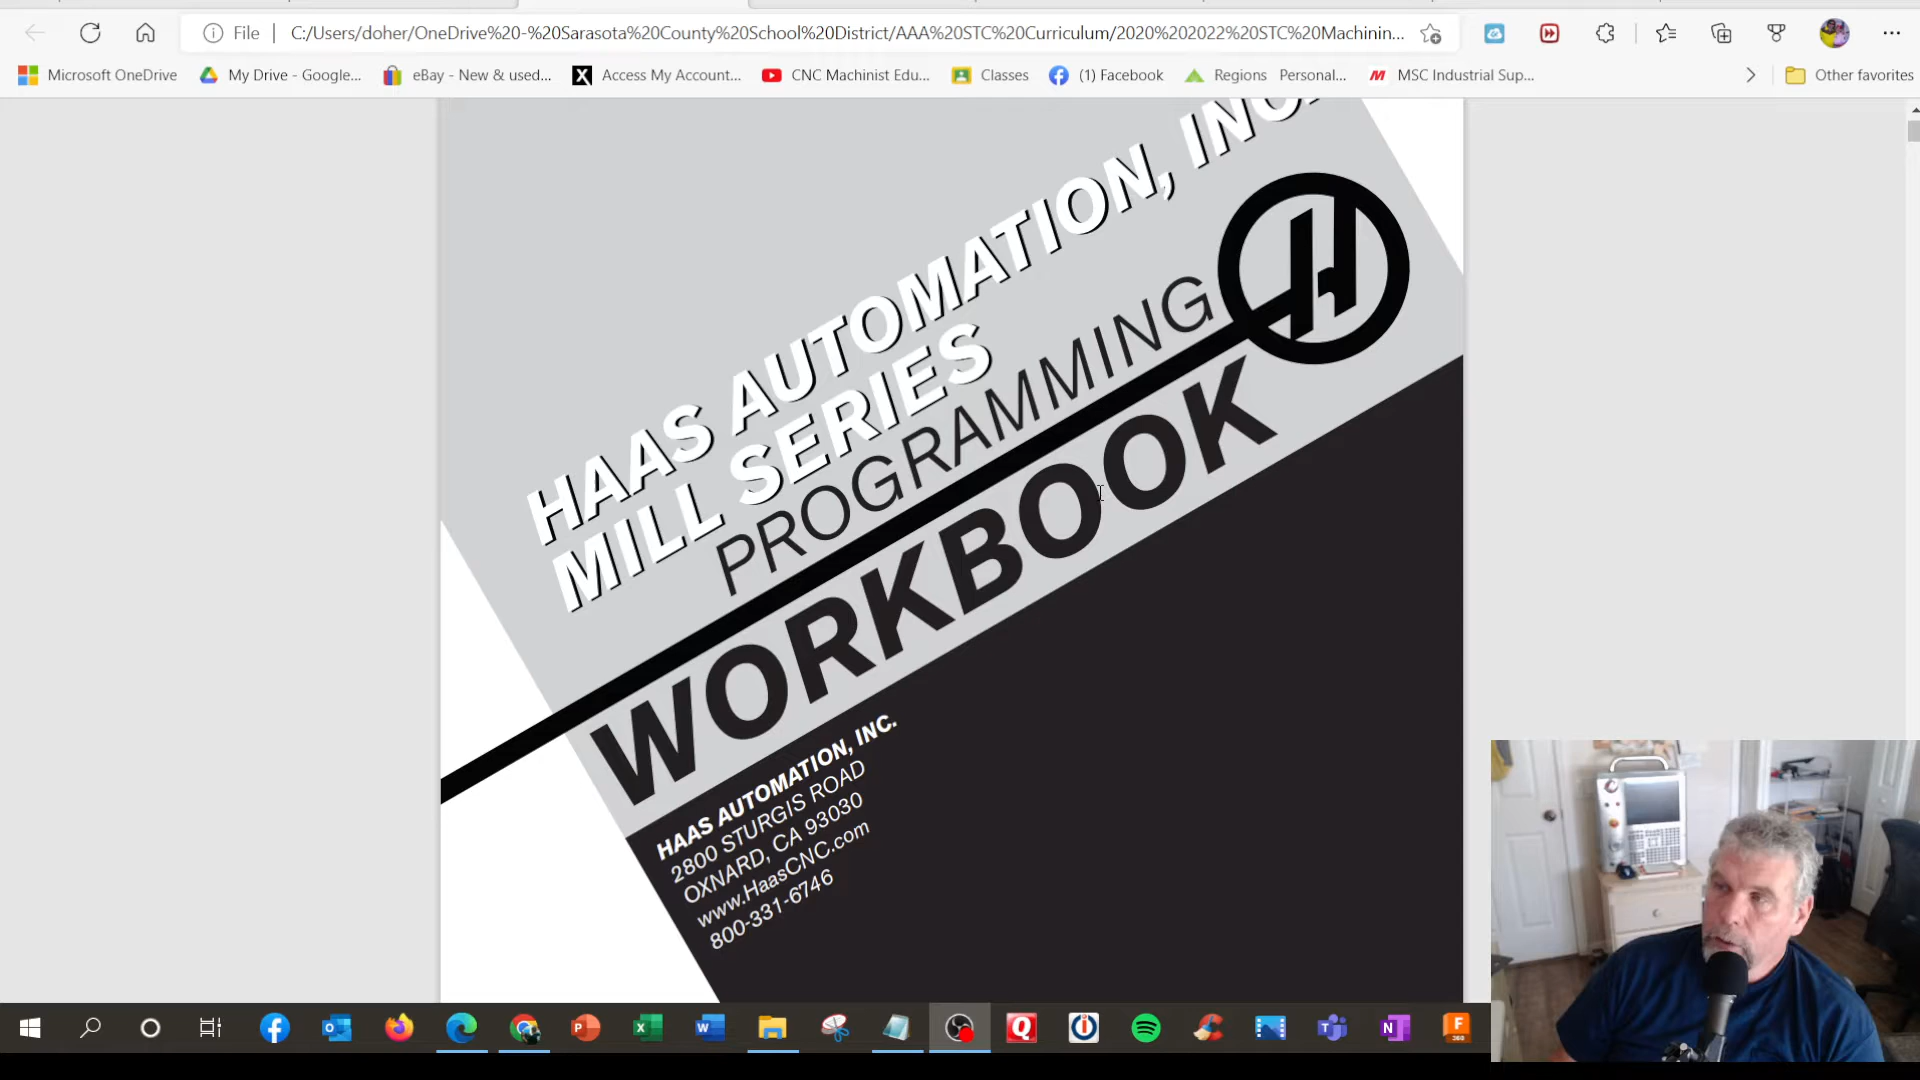 File
C:/Users/doher/OneDrive%20-%20Sarasota%20County%20School%20District/AAA%20STC%20Curriculum/2020%202022%20STC%20Machinin...
Microsoft OneDrive
My Drive - Google...
eBay - New & used...
Access My Account...
CNC Machinist Edu...
Classes
(1) Facebook
Regions Personal...
MSC Industrial Sup...
Other favorites
HAAS AUTOMATION, INC.
MILL SERIES
PROGRAMMING
WORKBOOK
HAAS AUTOMATION, INC.
2800 STURGIS ROAD
OXNARD, CA 93030
www.HaasCNC.com
800-331-6746